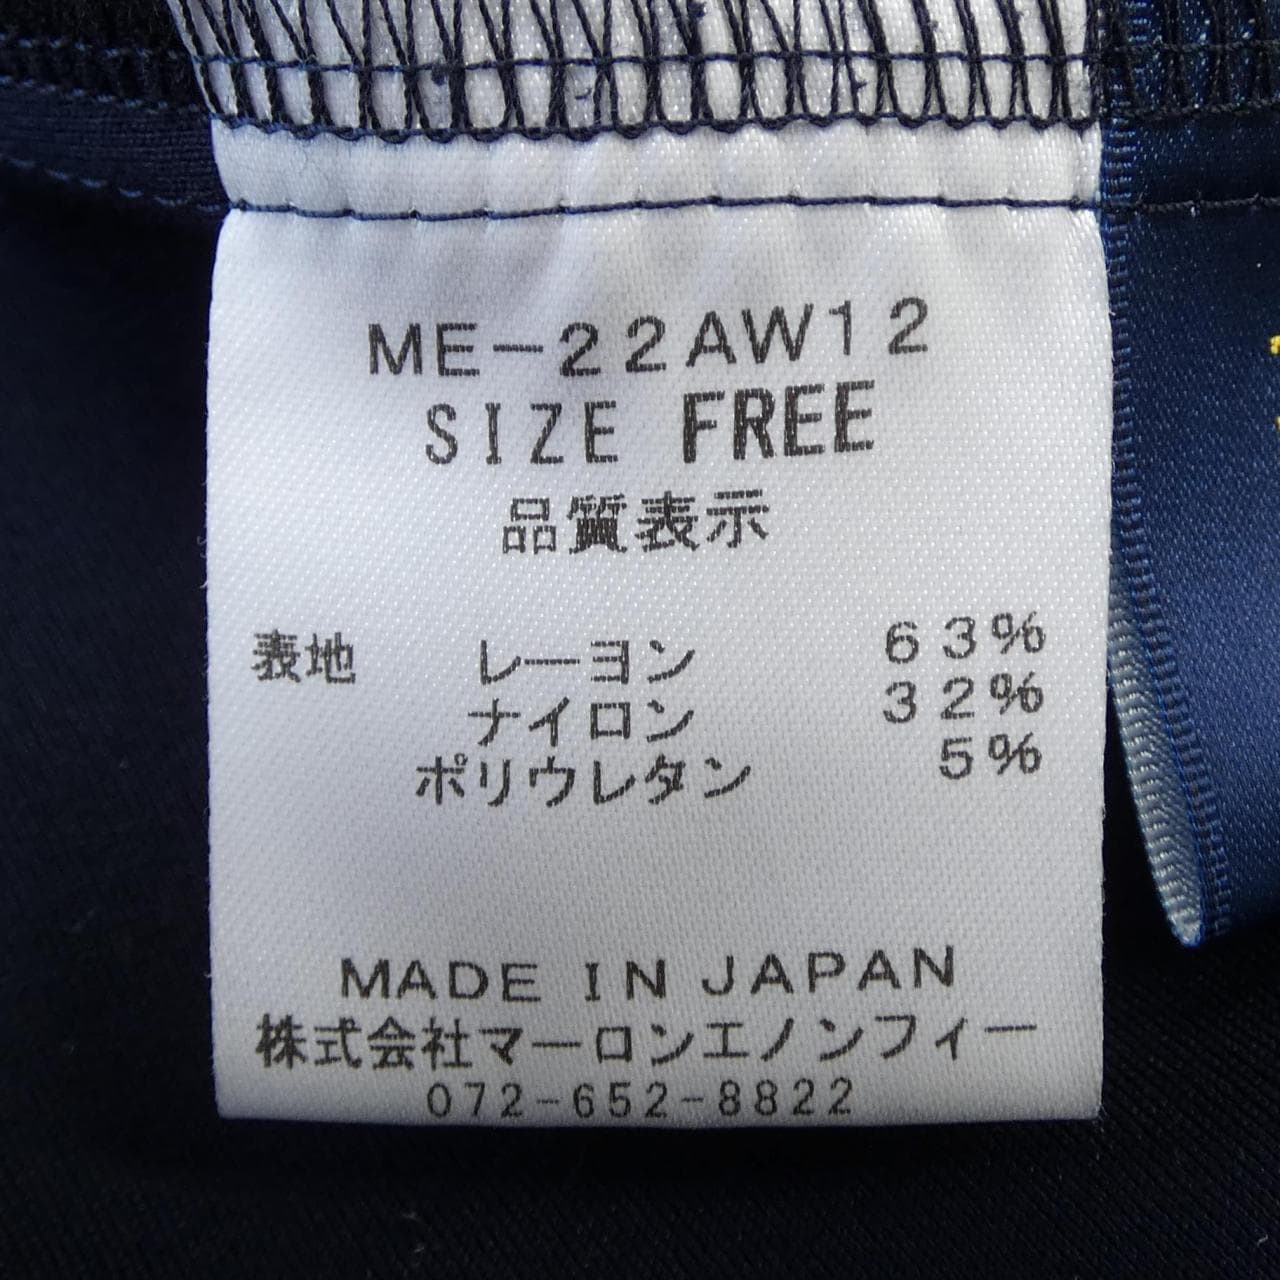 ME-22AW12
SIZE FREE
品質表示
表地 レーヨン 63%
ナイロン 32%
ポリウレタン 5%
MADE IN JAPAN
株式会社マーロンエノンフィー
072-652-8822